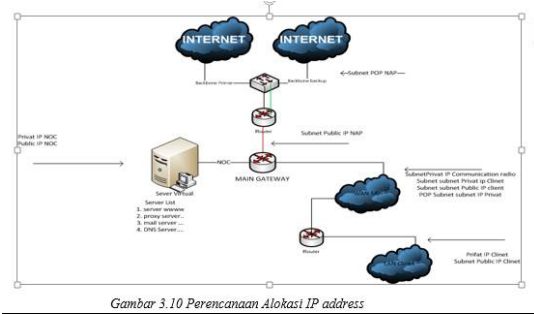 INTERNET INTERNET
Backbone Primer Backbone backup
Subnet POP NAP
Router
Subnet Public IP NAP
Privat IP NOC
Public IP NOC
NOC
MAIN GATEWAY
Sever Virtual
Server List
1. server wwww
2. proxy server..
3. mail server ...
4. DNS Server....
SubnetPrivat IP Communication radio
Subnet subnet Privat ip Clinet
Subnet subnet Public IP client
POP Subnet subnet IP Privat
Router
Prifat IP Clinet
Subnet Public IP Clinet
Gambar 3.10 Perencanaan Alokasi IP address